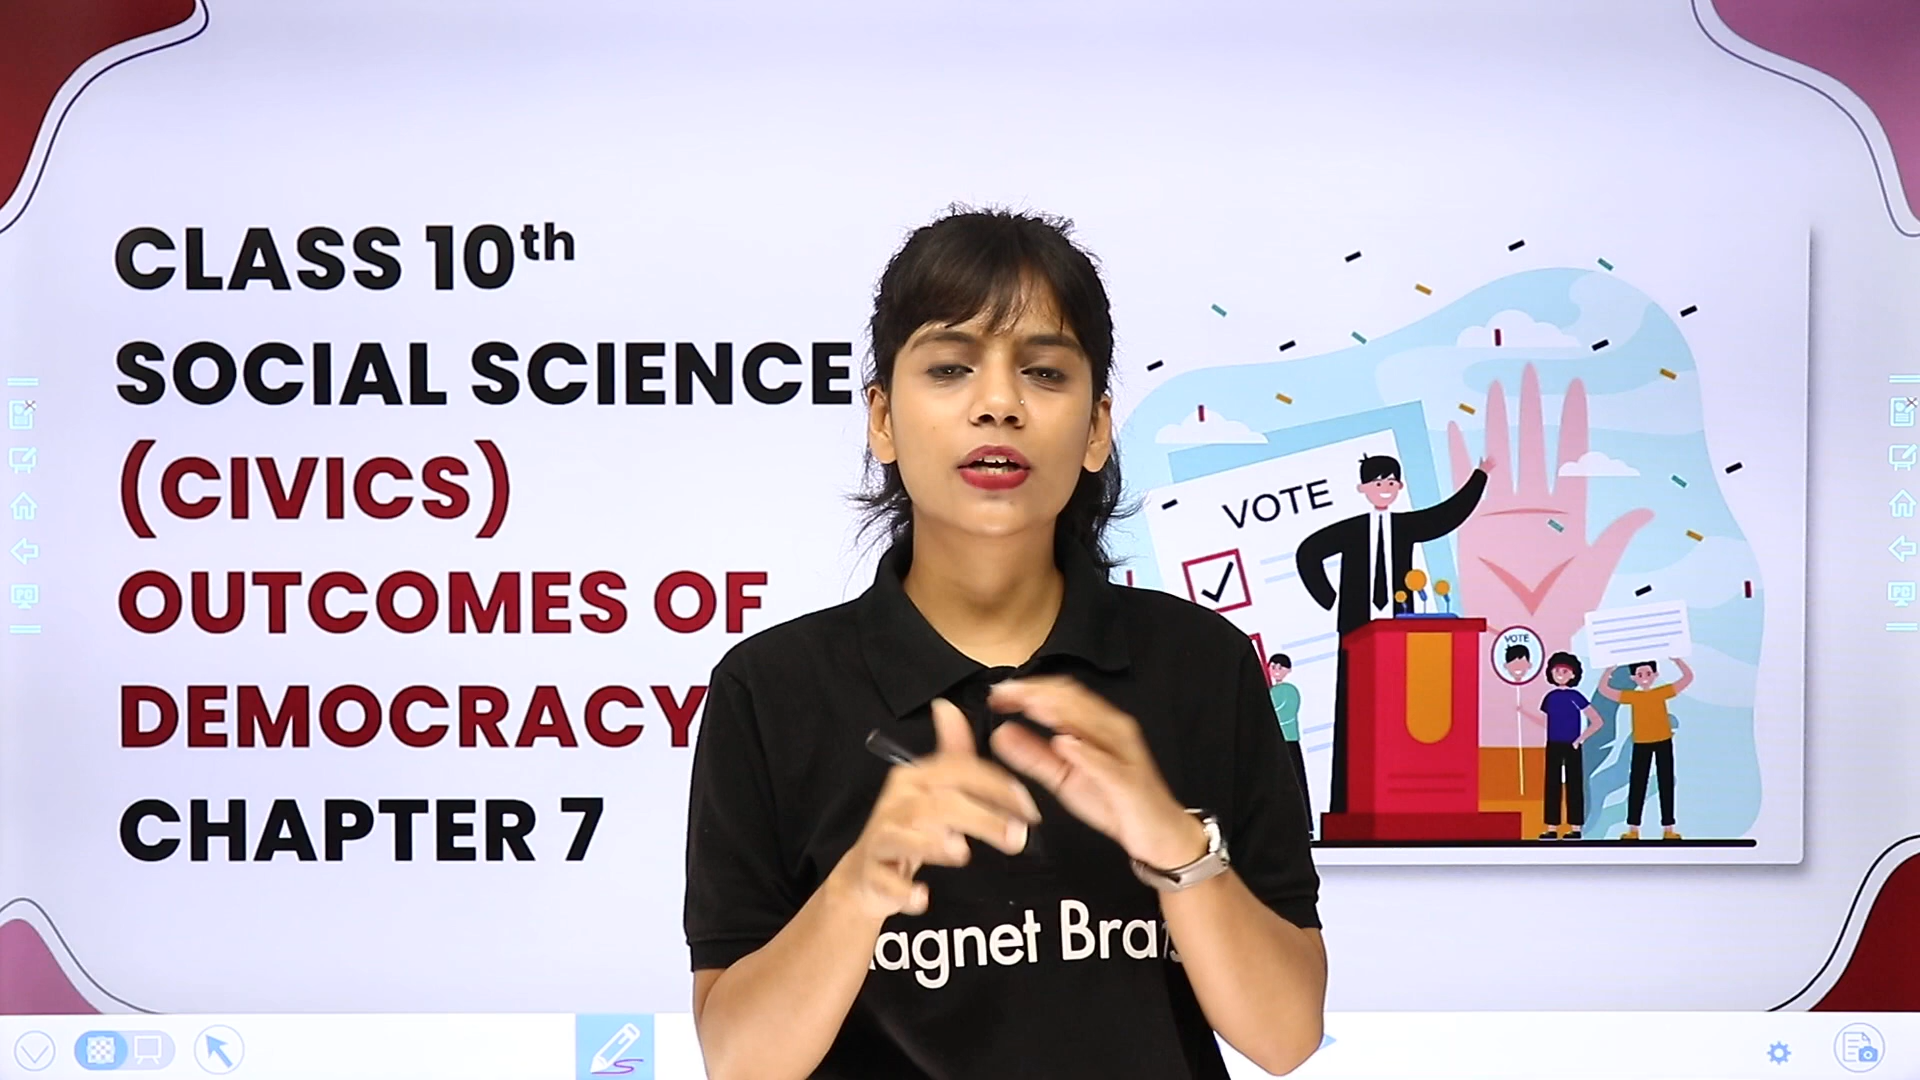 CLASS 10th
SOCIAL SCIENCE
(CIVICS)
OUTCOMES OF
DEMOCRACY
CHAPTER 7
VOTE
VOTE
agnet Bra